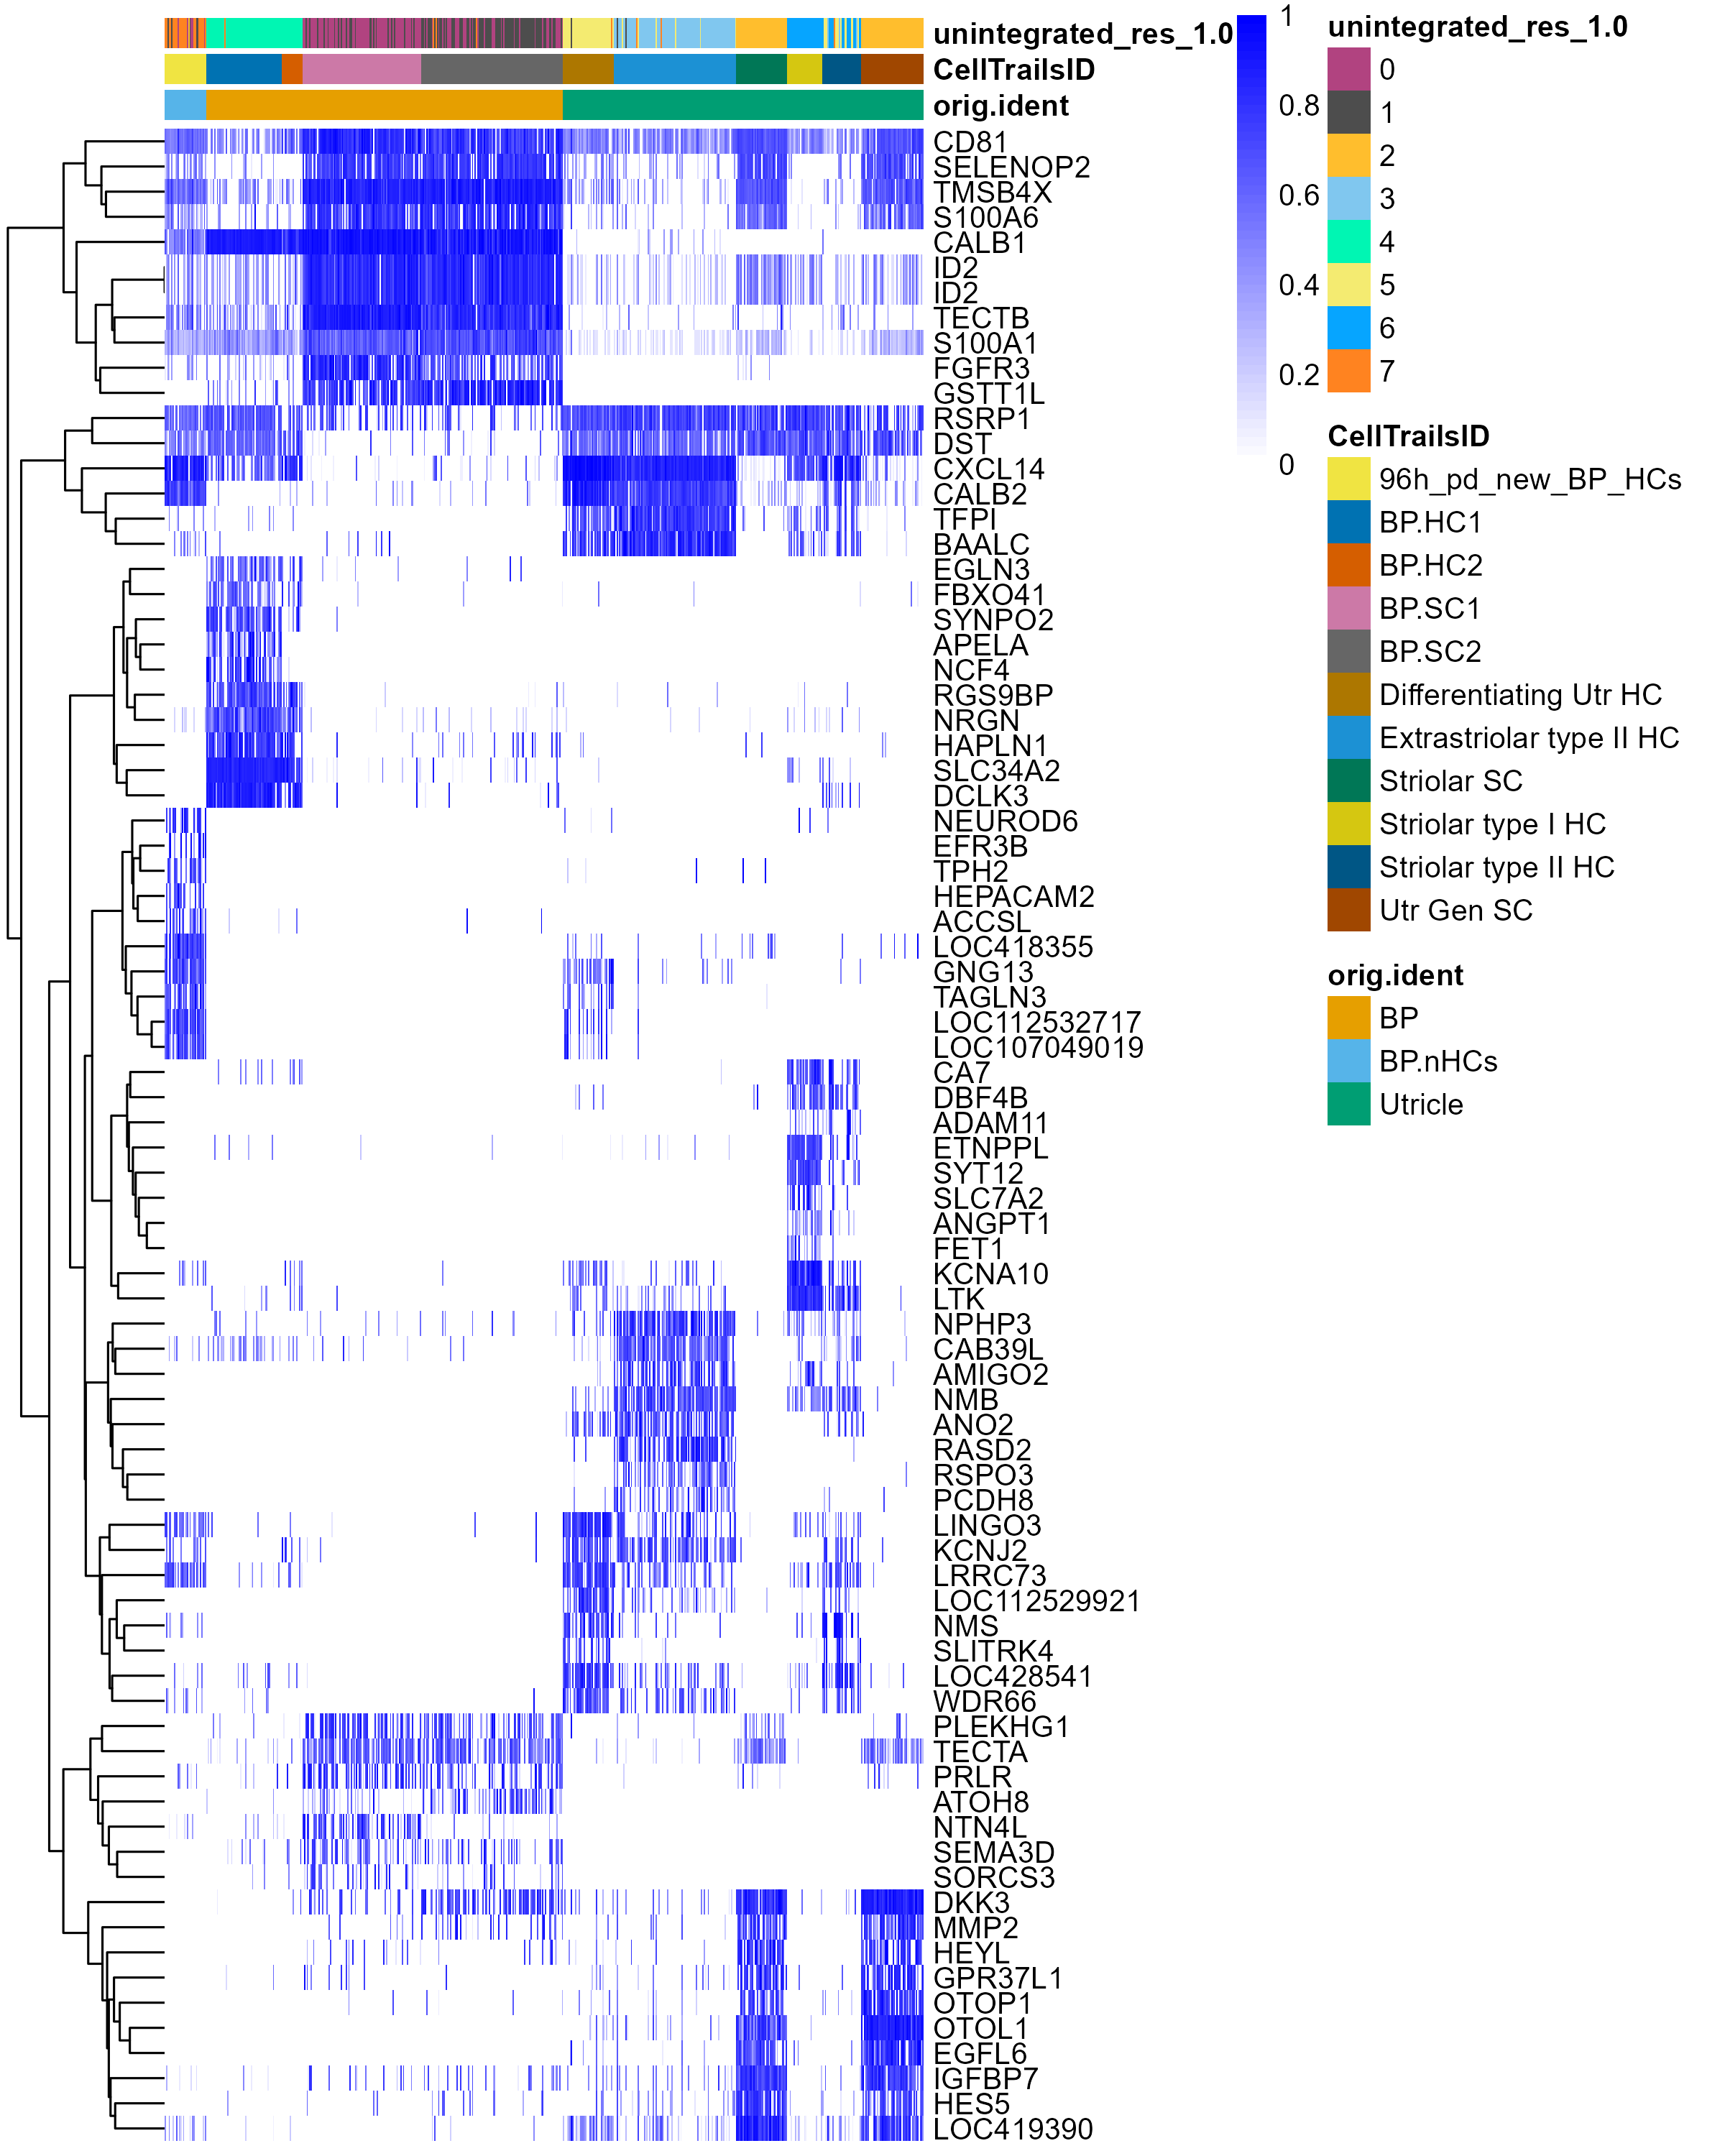 unintegrated_res_1.0
CellTrailsID
orig.ident
CD81
SELENOP2
TMSB4X
S100A6
CALB1
ID2
ID2
TECTB
S100A1
FGFR3
GSTT1L
RSRP1
DST
CXCL14
CALB2
TFPI
BAALC
EGLN3
FBXO41
SYNPO2
APELA
NCF4
RGS9BP
NRGN
HAPLN1
SLC34A2
DCLK3
NEUROD6
EFR3B
TPH2
HEPACAM2
ACCSL
LOC418355
GNG13
TAGLN3
LOC112532717
LOC107049019
CA7
DBF4B
ADAM11
ETNPPL
SYT12
SLC7A2
ANGPT1
FET1
KCNA10
LTK
NPHP3
CAB39L
AMIGO2
NMB
ANO2
RASD2
RSPO3
PCDH8
LINGO3
KCNJ2
LRRC73
LOC112529921
NMS
SLITRK4
LOC428541
WDR66
PLEKHG1
TECTA
PRLR
ATOH8
NTN4L
SEMA3D
SORCS3
DKK3
MMP2
HEYL
GPR37L1
OTOP1
OTOL1
EGFL6
IGFBP7
HES5
LOC419390
1
0.8
0.6
0.4
0.2
0
unintegrated_res_1.0
0
1
2
3
4
5
6
7
CellTrailsID
96h_pd_new_BP_HCs
BP.HC1
BP.HC2
BP.SC1
BP.SC2
Differentiating Utr HC
Extrastriolar type II HC
Striolar SC
Striolar type I HC
Striolar type II HC
Utr Gen SC
orig.ident
BP
BP.nHCs
Utricle